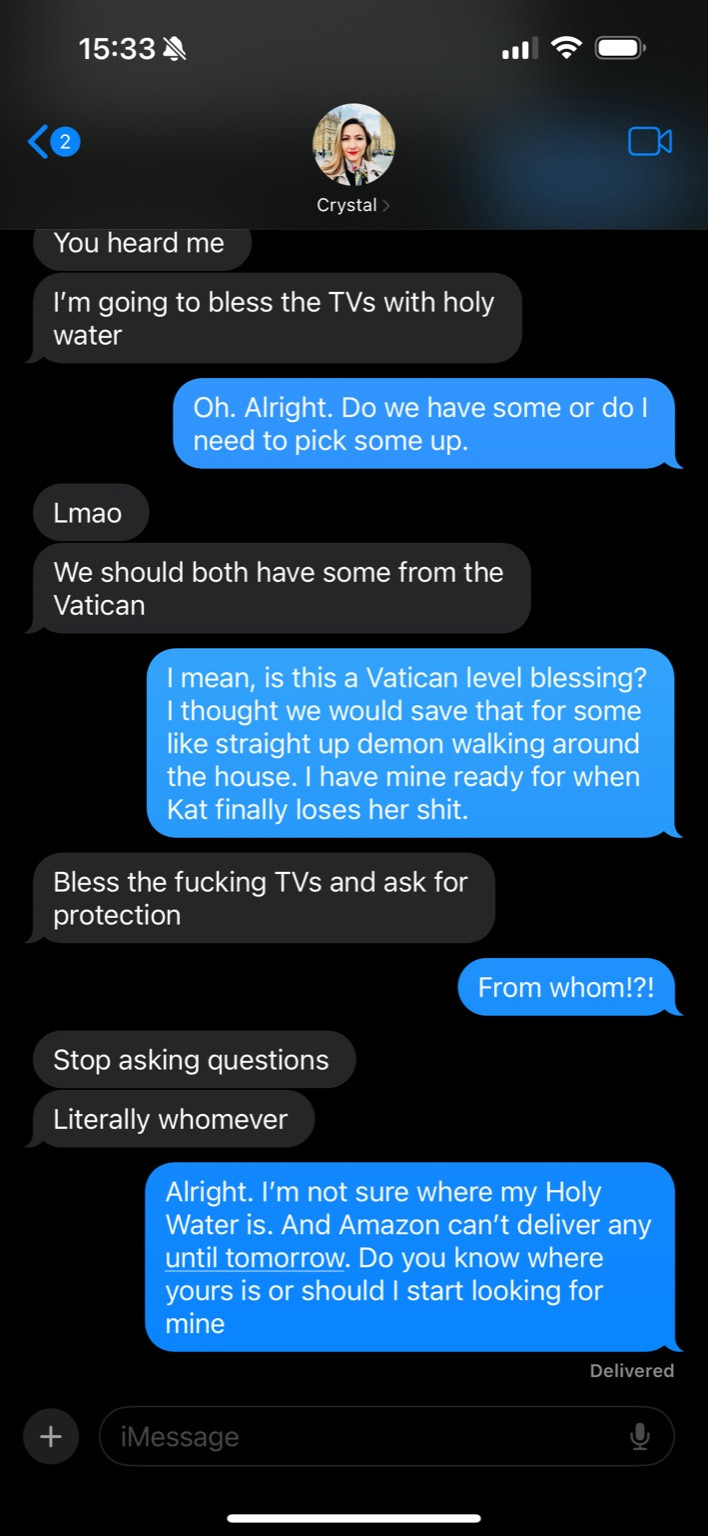 15:33
2
Crystal
You heard me
I’m going to bless the TVs with holy
water
Oh. Alright. Do we have some or do I
need to pick some up.
Lmao
We should both have some from the
Vatican
I mean, is this a Vatican level blessing?
I thought we would save that for some
like straight up demon walking around
the house. I have mine ready for when
Kat finally loses her shit.
Bless the fucking TVs and ask for
protection
From whom!?!
Stop asking questions
Literally whomever
Alright. I’m not sure where my Holy
Water is. And Amazon can’t deliver any
until tomorrow. Do you know where
yours is or should I start looking for
mine
Delivered
iMessage